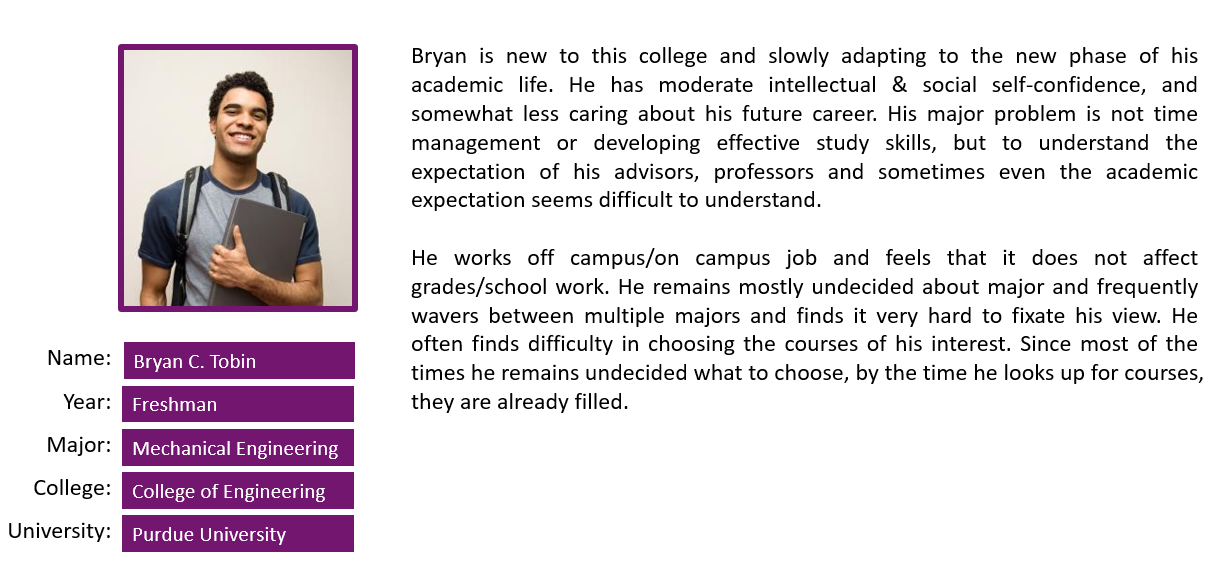 Bryan is new to this college and slowly adapting to the new phase of his
academic life. He has moderate intellectual & social self-confidence, and
somewhat less caring about his future career. His major problem is not time
management or developing effective study skills, but to understand the
expectation of his advisors, professors and sometimes even the academic
expectation seems difficult to understand.
He works off campus/on campus job and feels that it does not affect
grades/school work. He remains mostly undecided about major and frequently
wavers between multiple majors and finds it very hard to fixate his view. He
often finds difficulty in choosing the courses of his interest. Since most of the
times he remains undecided what to choose, by the time he looks up for courses,
they are already filled.
Name: Bryan C. Tobin
Year: Freshman
Major: Mechanical Engineering
College: College of Engineering
University: Purdue University